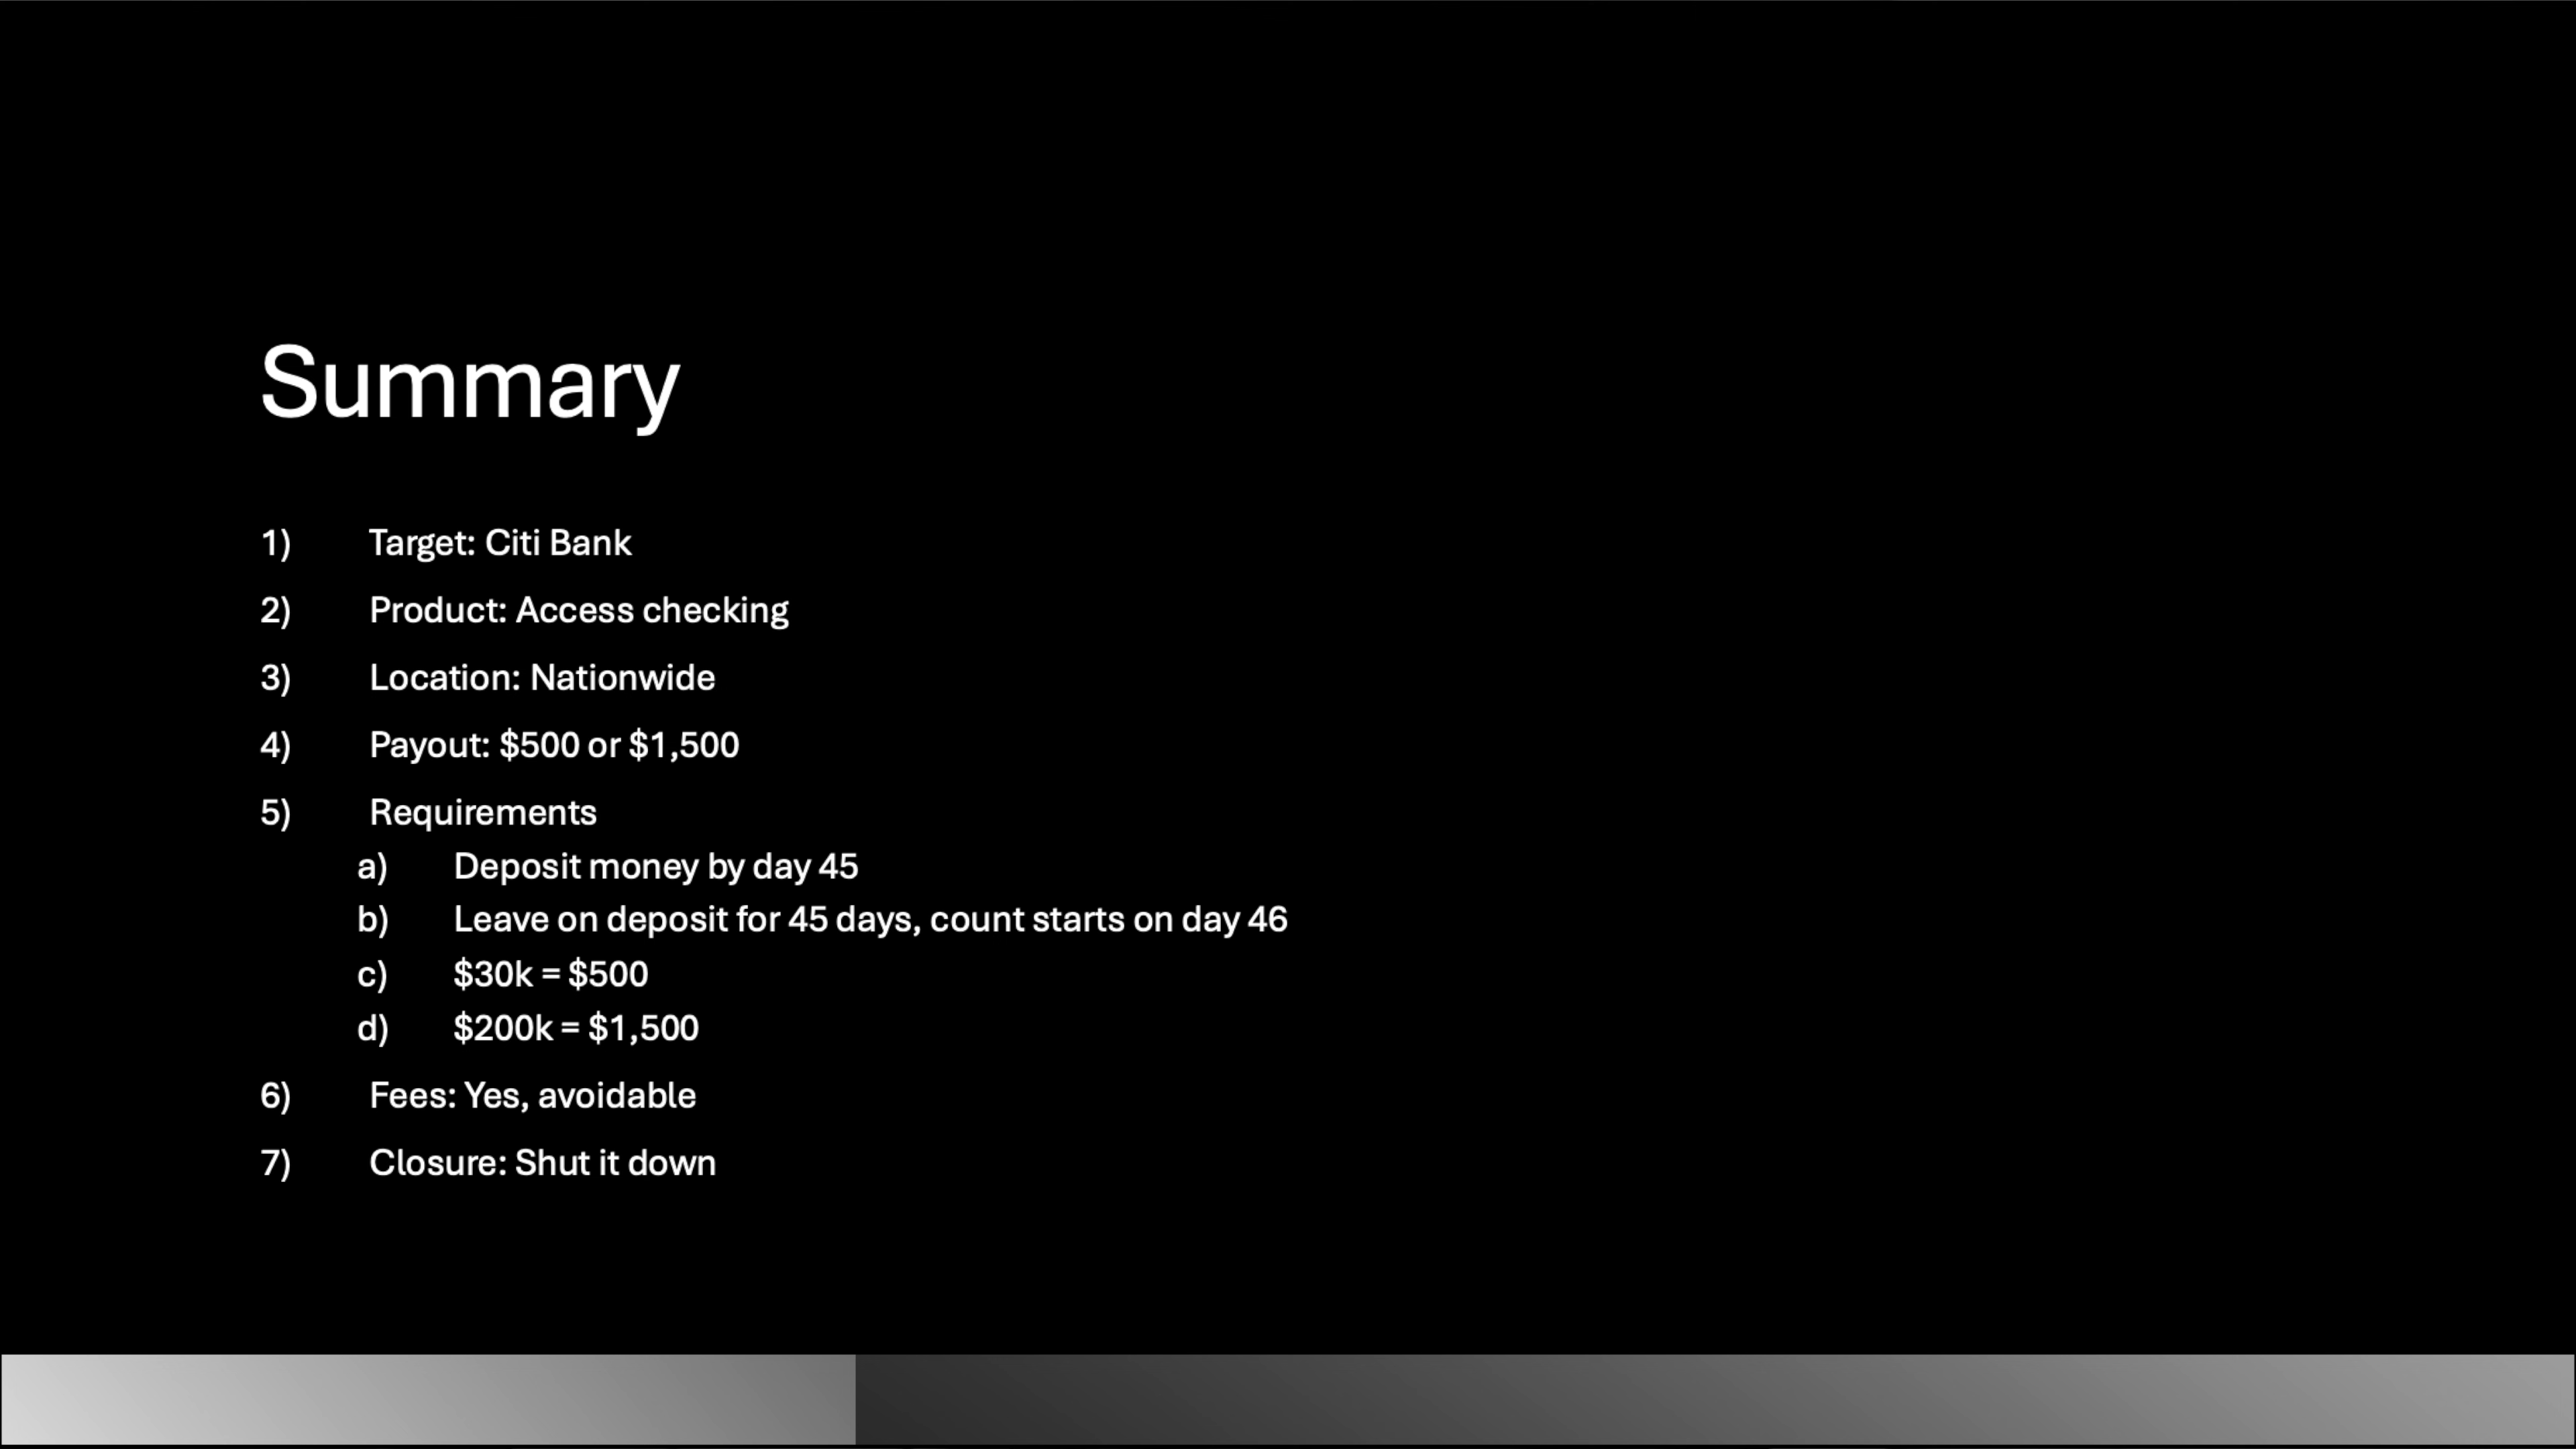 Summary
1) Target: Citi Bank
2) Product: Access checking
3) Location: Nationwide
4) Payout: $500 or $1,500
5) Requirements
a) Deposit money by day 45
b) Leave on deposit for 45 days, count starts on day 46
c) $30k = $500
d) $200k = $1,500
6) Fees: Yes, avoidable
7) Closure: Shut it down